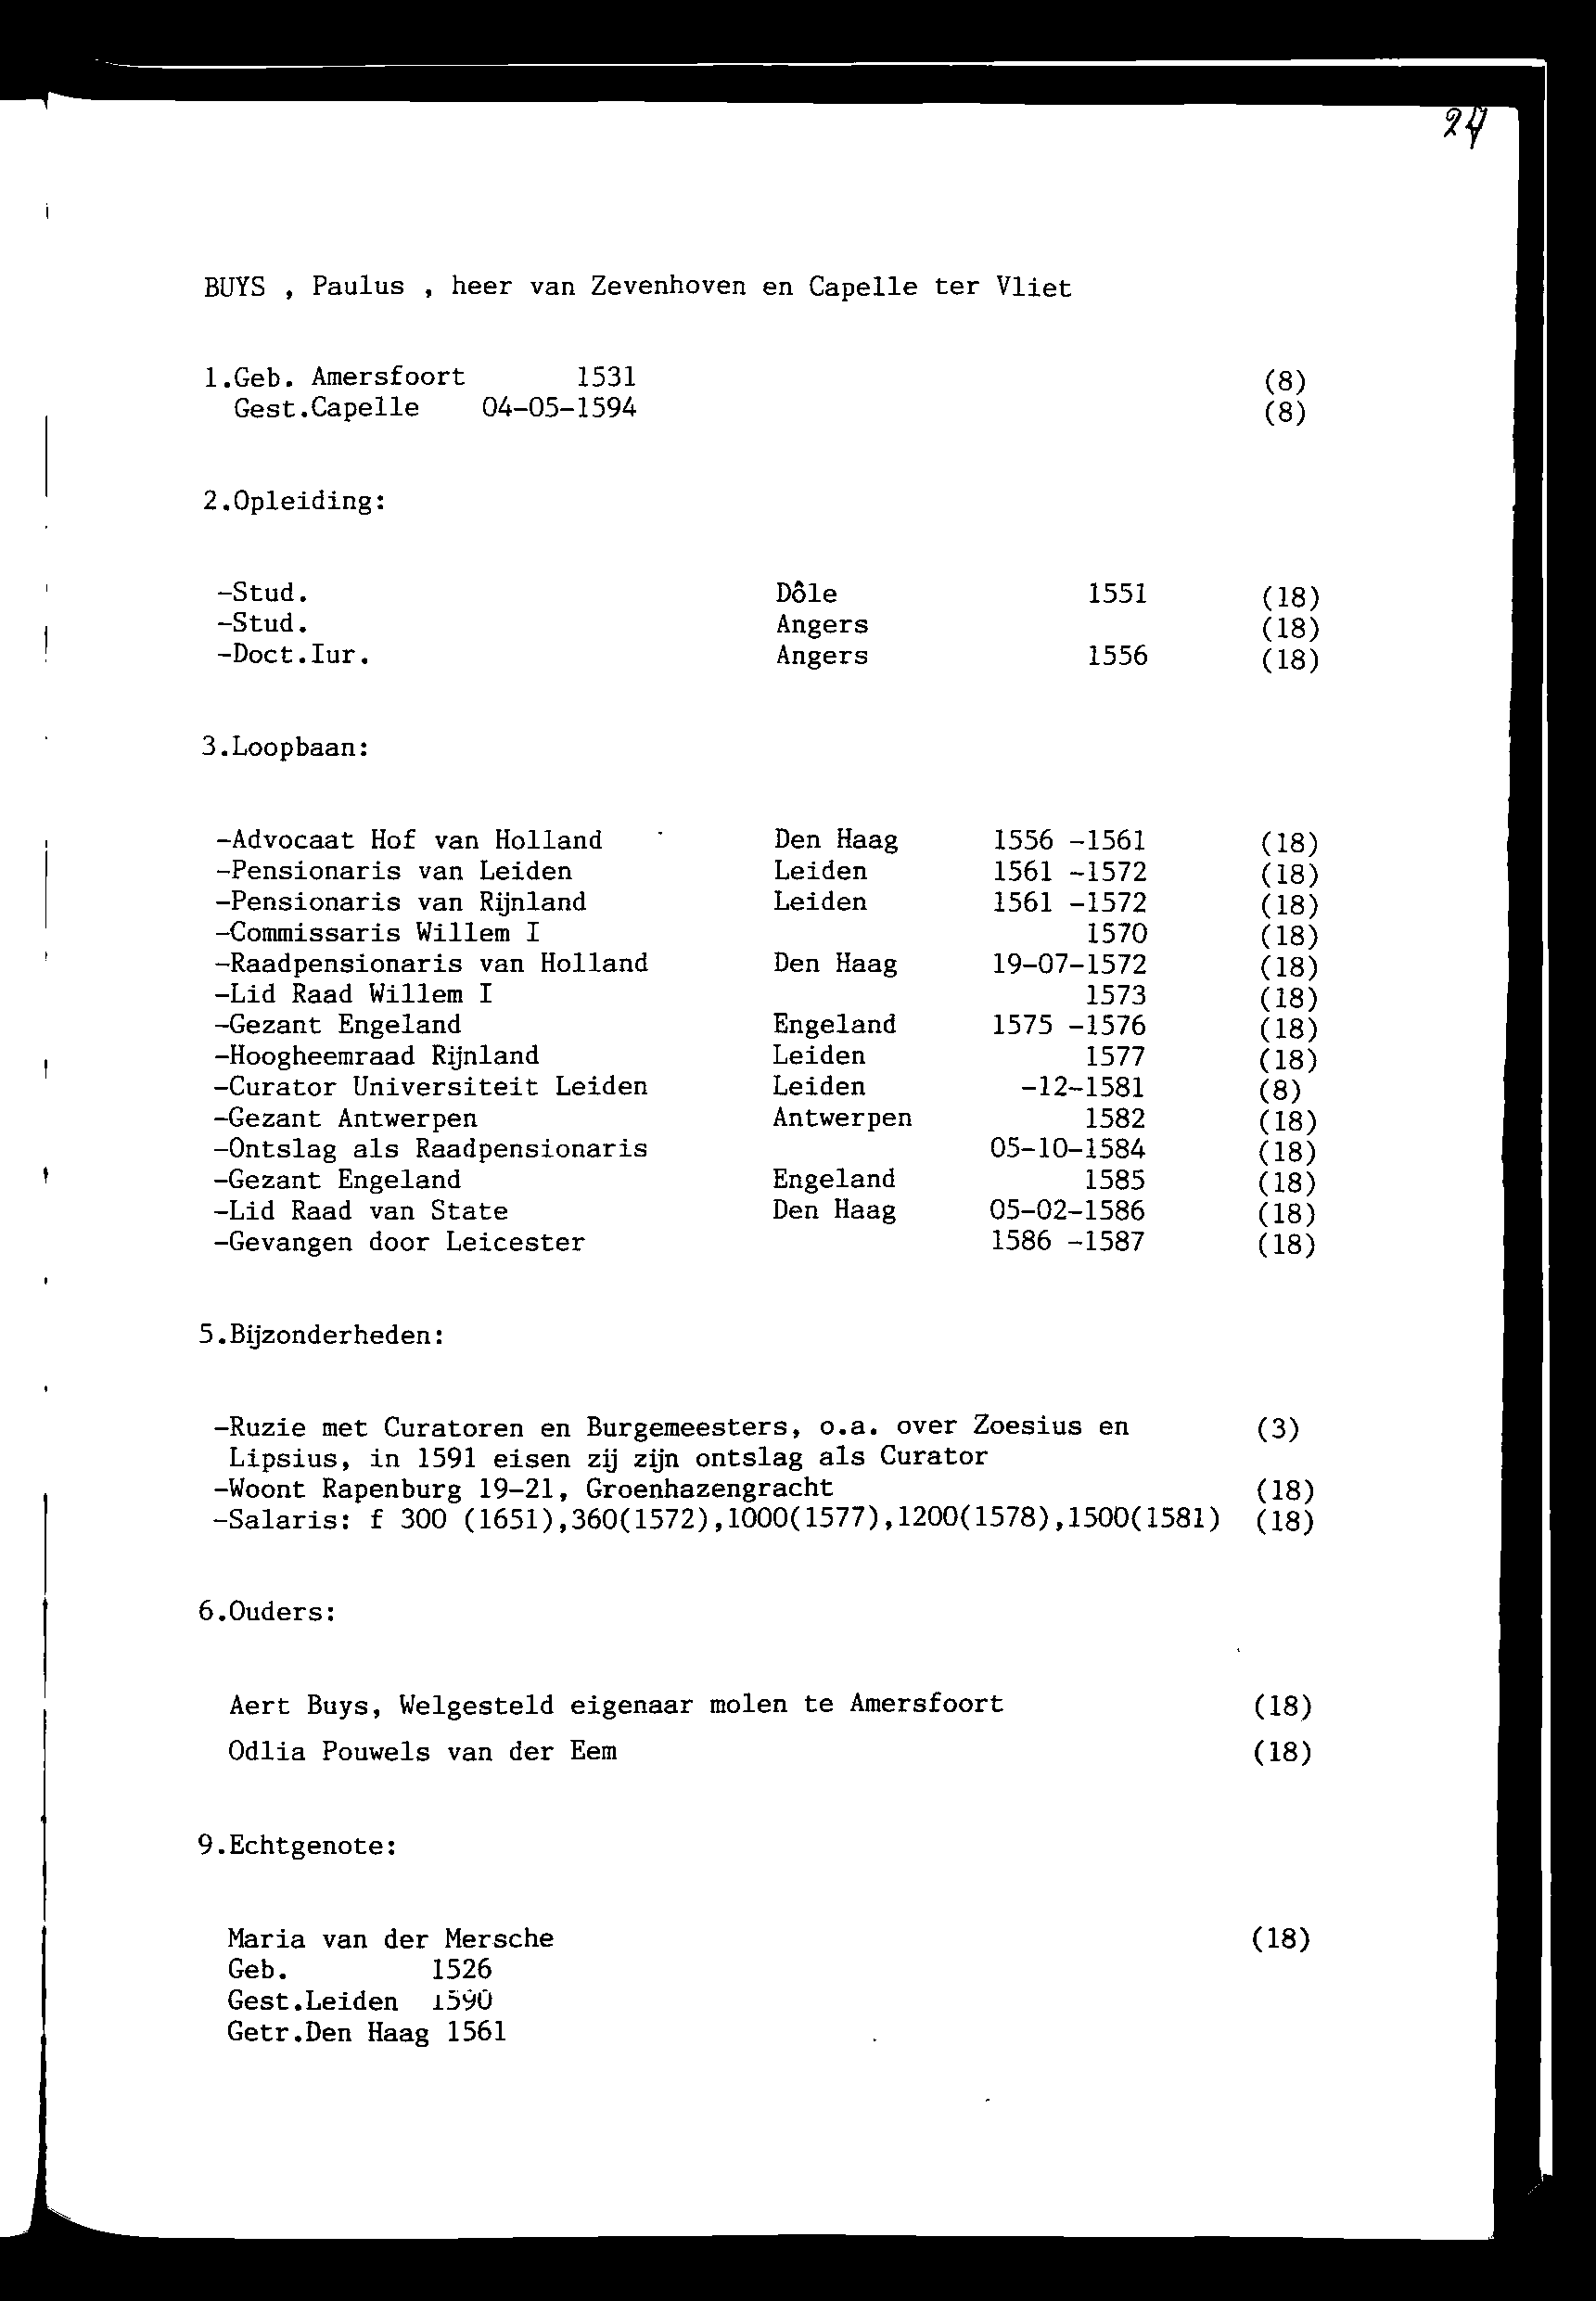 24
BUYS , Paulus , heer van Zevenhoven en Capelle ter Vliet
1.Geb. Amersfoort 1531 (8)
Gest.Capelle 04-05-1594 (8)
2.Opleiding:
-Stud. Dôle 1551 (18)
-Stud. Angers (18)
-Doct.Iur. Angers 1556 (18)
3.Loopbaan:
-Advocaat Hof van Holland Den Haag 1556 -1561 (18)
-Pensionaris van Leiden Leiden 1561 -1572 (18)
-Pensionaris van Rijnland Leiden 1561 -1572 (18)
-Commissaris Willem I 1570 (18)
-Raadpensionaris van Holland Den Haag 19-07-1572 (18)
-Lid Raad Willem I 1573 (18)
-Gezant Engeland Engeland 1575 -1576 (18)
-Hoogheemraad Rijnland Leiden 1577 (18)
-Curator Universiteit Leiden Leiden -12-1581 (8)
-Gezant Antwerpen Antwerpen 1582 (18)
-Ontslag als Raadpensionaris 05-10-1584 (18)
-Gezant Engeland Engeland 1585 (18)
-Lid Raad van State Den Haag 05-02-1586 (18)
-Gevangen door Leicester 1586 -1587 (18)
5.Bijzonderheden:
-Ruzie met Curatoren en Burgemeesters, o.a. over Zoesius en (3)
Lipsius, in 1591 eisen zij zijn ontslag als Curator
-Woont Rapenburg 19-21, Groenhazengracht (18)
-Salaris: f 300 (1651),360(1572),1000(1577),1200(1578),1500(1581) (18)
6.Ouders:
Aert Buys, Welgesteld eigenaar molen te Amersfoort (18)
Odlia Pouwels van der Eem (18)
9.Echtgenote:
Maria van der Mersche (18)
Geb. 1526
Gest.Leiden 1590
Getr.Den Haag 1561